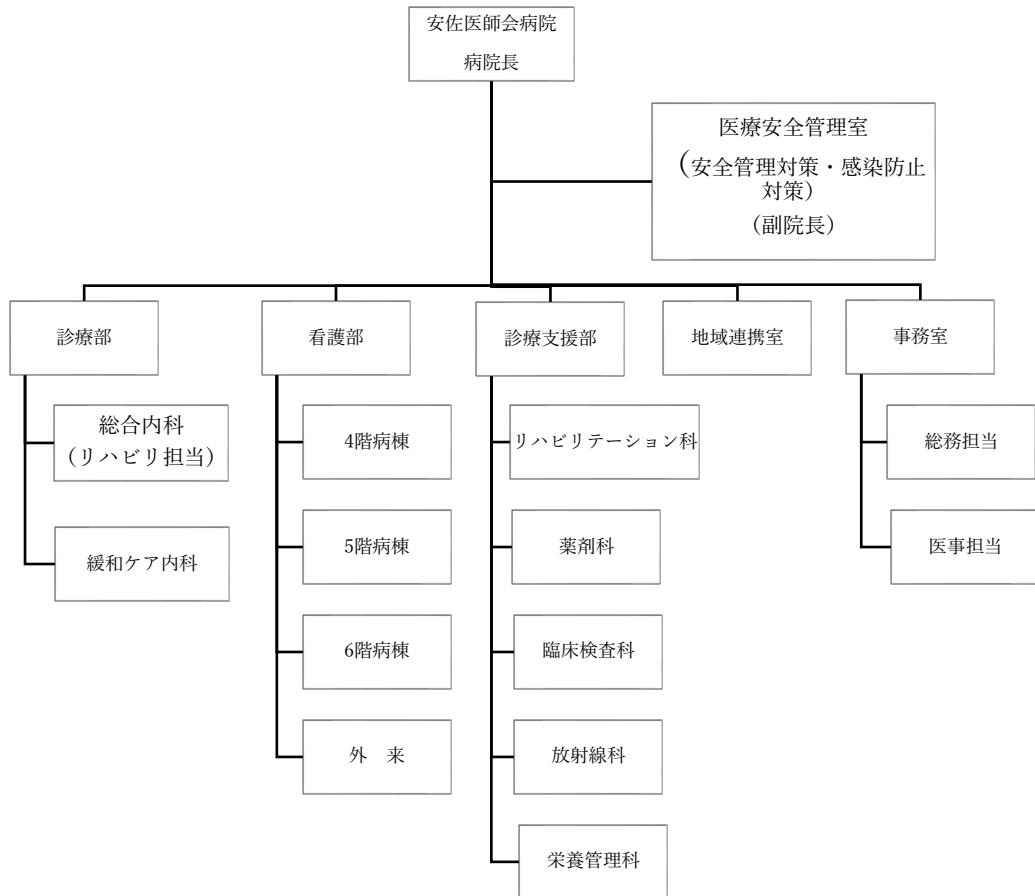 安佐医師会病院
病院長
医療安全管理室
(安全管理対策・感染防止
対策)
(副院長)
診療部
看護部
診療支援部
地域連携室
事務室
総合内科
(リハビリ担当)
緩和ケア内科
4階病棟
5階病棟
6階病棟
外　来
リハビリテーション科
薬剤科
臨床検査科
放射線科
栄養管理科
総務担当
医事担当